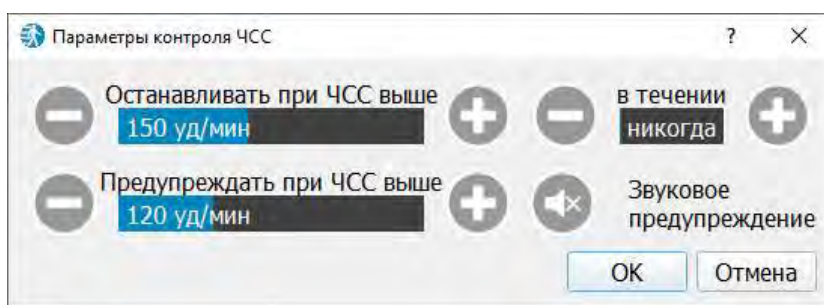 Параметры контроля ЧСС
?
Останавливать при ЧСС выше
в течении
150 уд/мин
никогда
Предупреждать при ЧСС выше
Звуковое
120 уд/мин
предупреждение
OK
Отмена